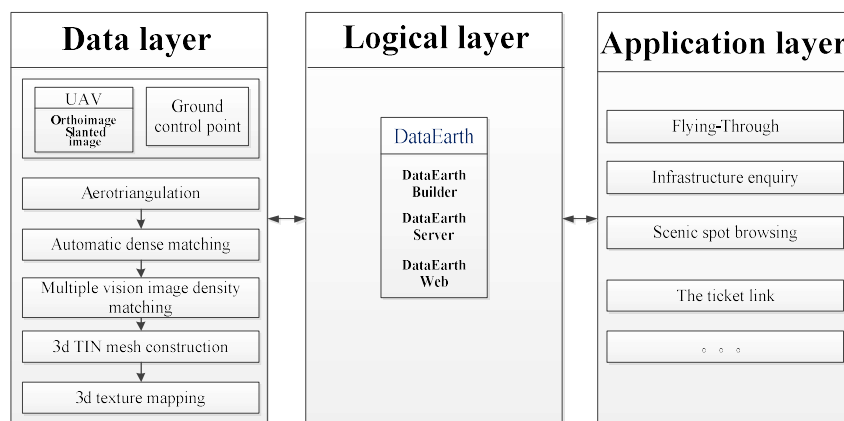 Data layer
UAV
Orthoimage
Slanted
image
Ground
control point
Aerotriangulation
Automatic dense matching
Multiple vision image density
matching
3d TIN mesh construction
3d texture mapping
Logical layer
DataEarth
DataEarth
Builder
DataEarth
Server
DataEarth
Web
Application layer
Flying-Through
Infrastructure enquiry
Scenic spot browsing
The ticket link
。。。